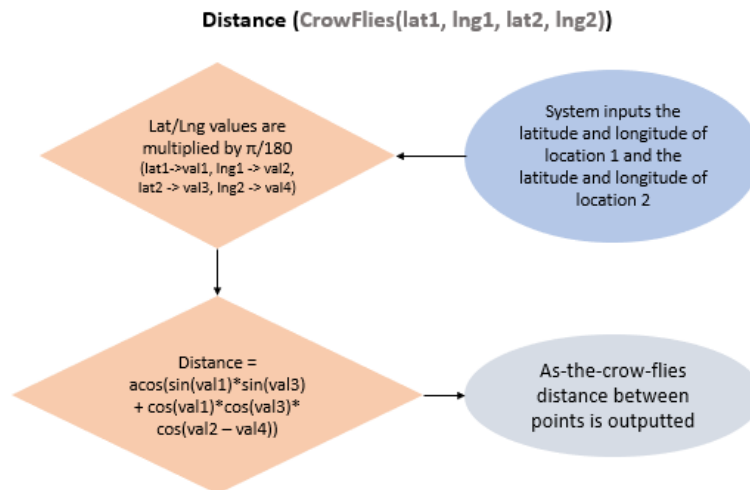 Distance (CrowFlies(lat1, lng1, lat2, lng2))
System inputs the
latitude and longitude of
location 1 and the
latitude and longitude of
location 2
Lat/Lng values are
multiplied by π/180
(lat1->val1, lng1 -> val2,
lat2 -> val3, lng2 -> val4)
Distance =
acos(sin(val1)*sin(val3)
+ cos(val1)*cos(val3)*
cos(val2 – val4))
As-the-crow-flies
distance between
points is outputted